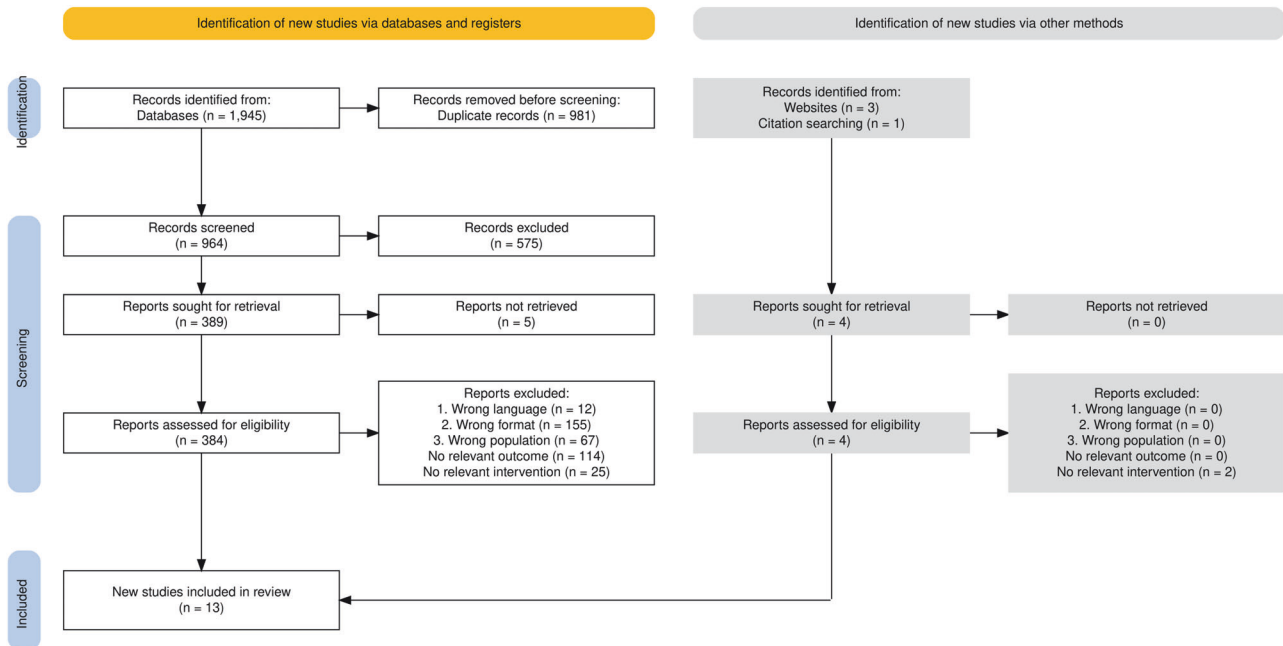 Identification of new studies via databases and registers
Identification of new studies via other methods
Identification
Records identified from:
Databases (n = 1,945)
Records removed before screening:
Duplicate records (n = 981)
Records identified from:
Websites (n = 3)
Citation searching (n = 1)
Screening
Records screened
(n = 964)
Records excluded
(n = 575)
Reports sought for retrieval
(n = 389)
Reports not retrieved
(n = 5)
Reports sought for retrieval
(n = 4)
Reports not retrieved
(n = 0)
Reports assessed for eligibility
(n = 384)
Reports excluded:
1. Wrong language (n = 12)
2. Wrong format (n = 155)
3. Wrong population (n = 67)
No relevant outcome (n = 114)
No relevant intervention (n = 25)
Reports assessed for eligibility
(n = 4)
Reports excluded:
1. Wrong language (n = 0)
2. Wrong format (n = 0)
3. Wrong population (n = 0)
No relevant outcome (n = 0)
No relevant intervention (n = 2)
Included
New studies included in review
(n = 13)